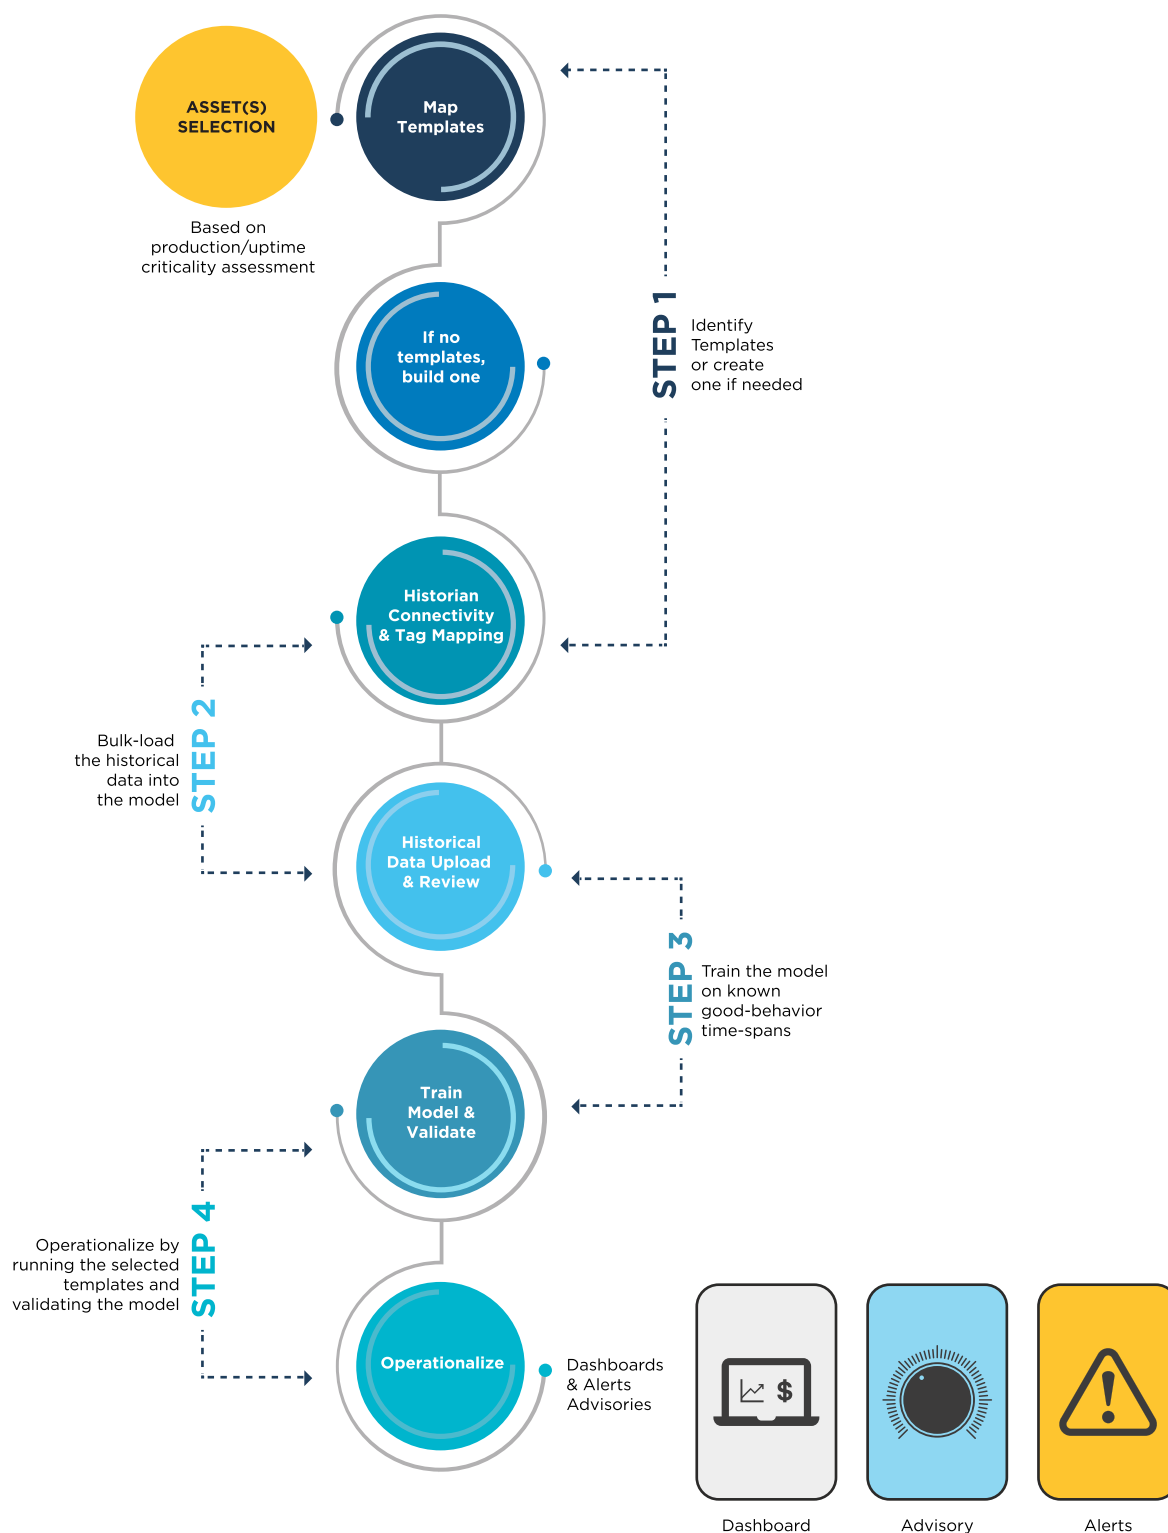 ASSET(S)
SELECTION
Based on
production/uptime
criticality assessment
Map
Templates
If no
templates,
build one
STEP 1
Identify
Templates
or create
one if needed
Historian
Connectivity
& Tag Mapping
STEP 2
Bulk-load
the historical
data into
the model
Historical
Data Upload
& Review
STEP 3
Train the model
on known
good-behavior
time-spans
Train
Model &
Validate
STEP 4
Operationalize by
running the selected
templates and
validating the model
Operationalize
Dashboards
& Alerts
Advisories
$
Dashboard
Advisory
Alerts